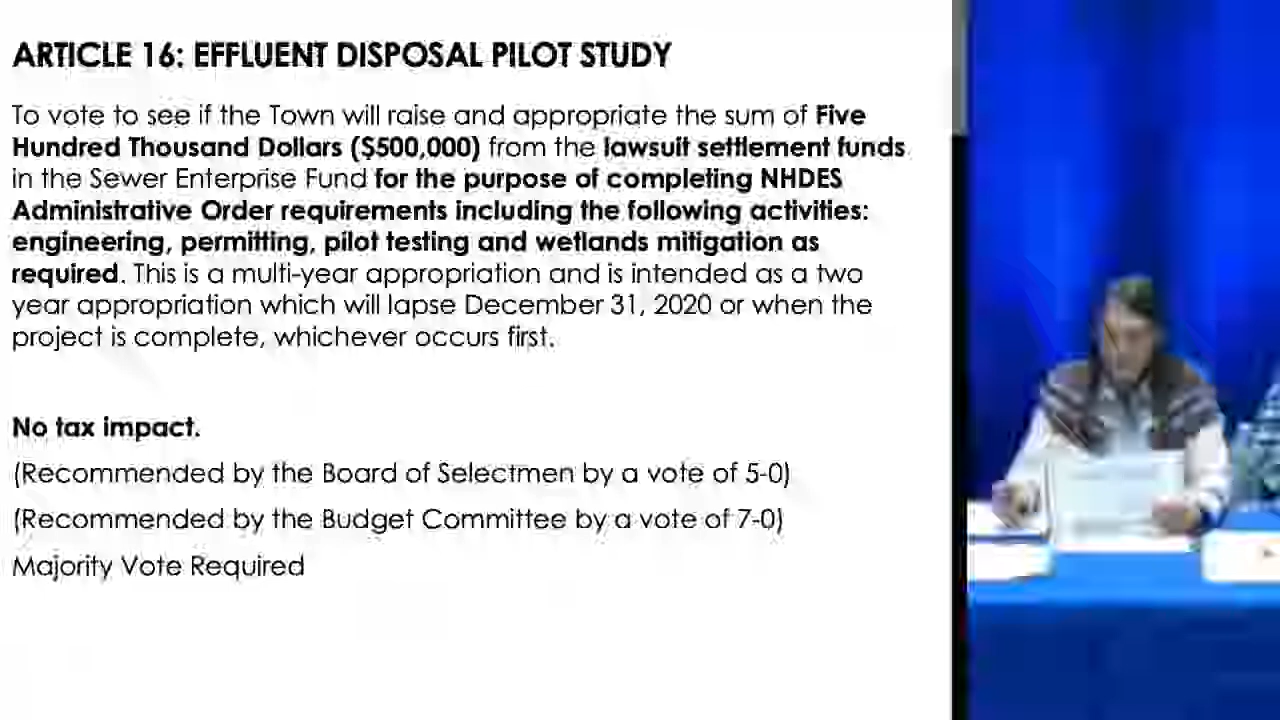 ARTICLE 16: EFFLUENT DISPOSAL PILOT STUDY
To vote to see if the Town will raise and appropriate the sum of Five
Hundred Thousand Dollars ($500,000) from the lawsuit settlement funds
in the Sewer Enterprise Fund for the purpose of completing NHDES
Administrative Order requirements including the following activities:
engineering, permitting, pilot testing and wetlands mitigation as
required. This is a multi-year appropriation and is intended as a two
year appropriation which will lapse December 31, 2020 or when the
project is complete, whichever occurs first.
No tax impact.
(Recommended by the Board of Selectmen by a vote of 5-0)
(Recommended by the Budget Committee by a vote of 7-0)
Majority Vote Required